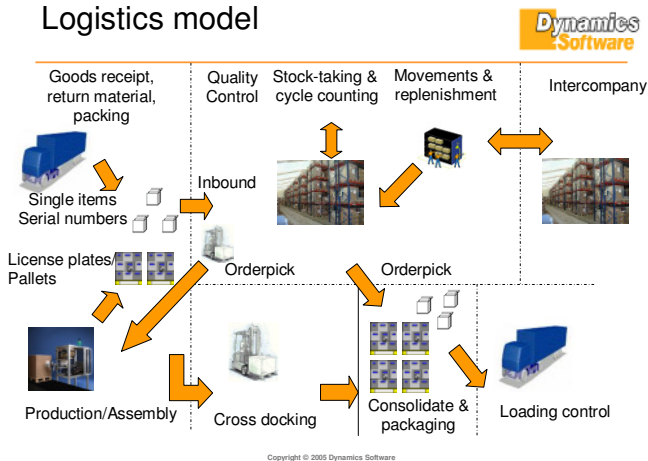 Logistics model
Dynamics
Software
Goods receipt,
return material,
packing
Quality
Control
Stock-taking &
cycle counting
Movements &
replenishment
Intercompany
Inbound
Single items
Serial numbers
License plates/
Pallets
Orderpick
Orderpick
Production/Assembly
Cross docking
Consolidate &
packaging
Loading control
Copyright © 2005 Dynamics Software